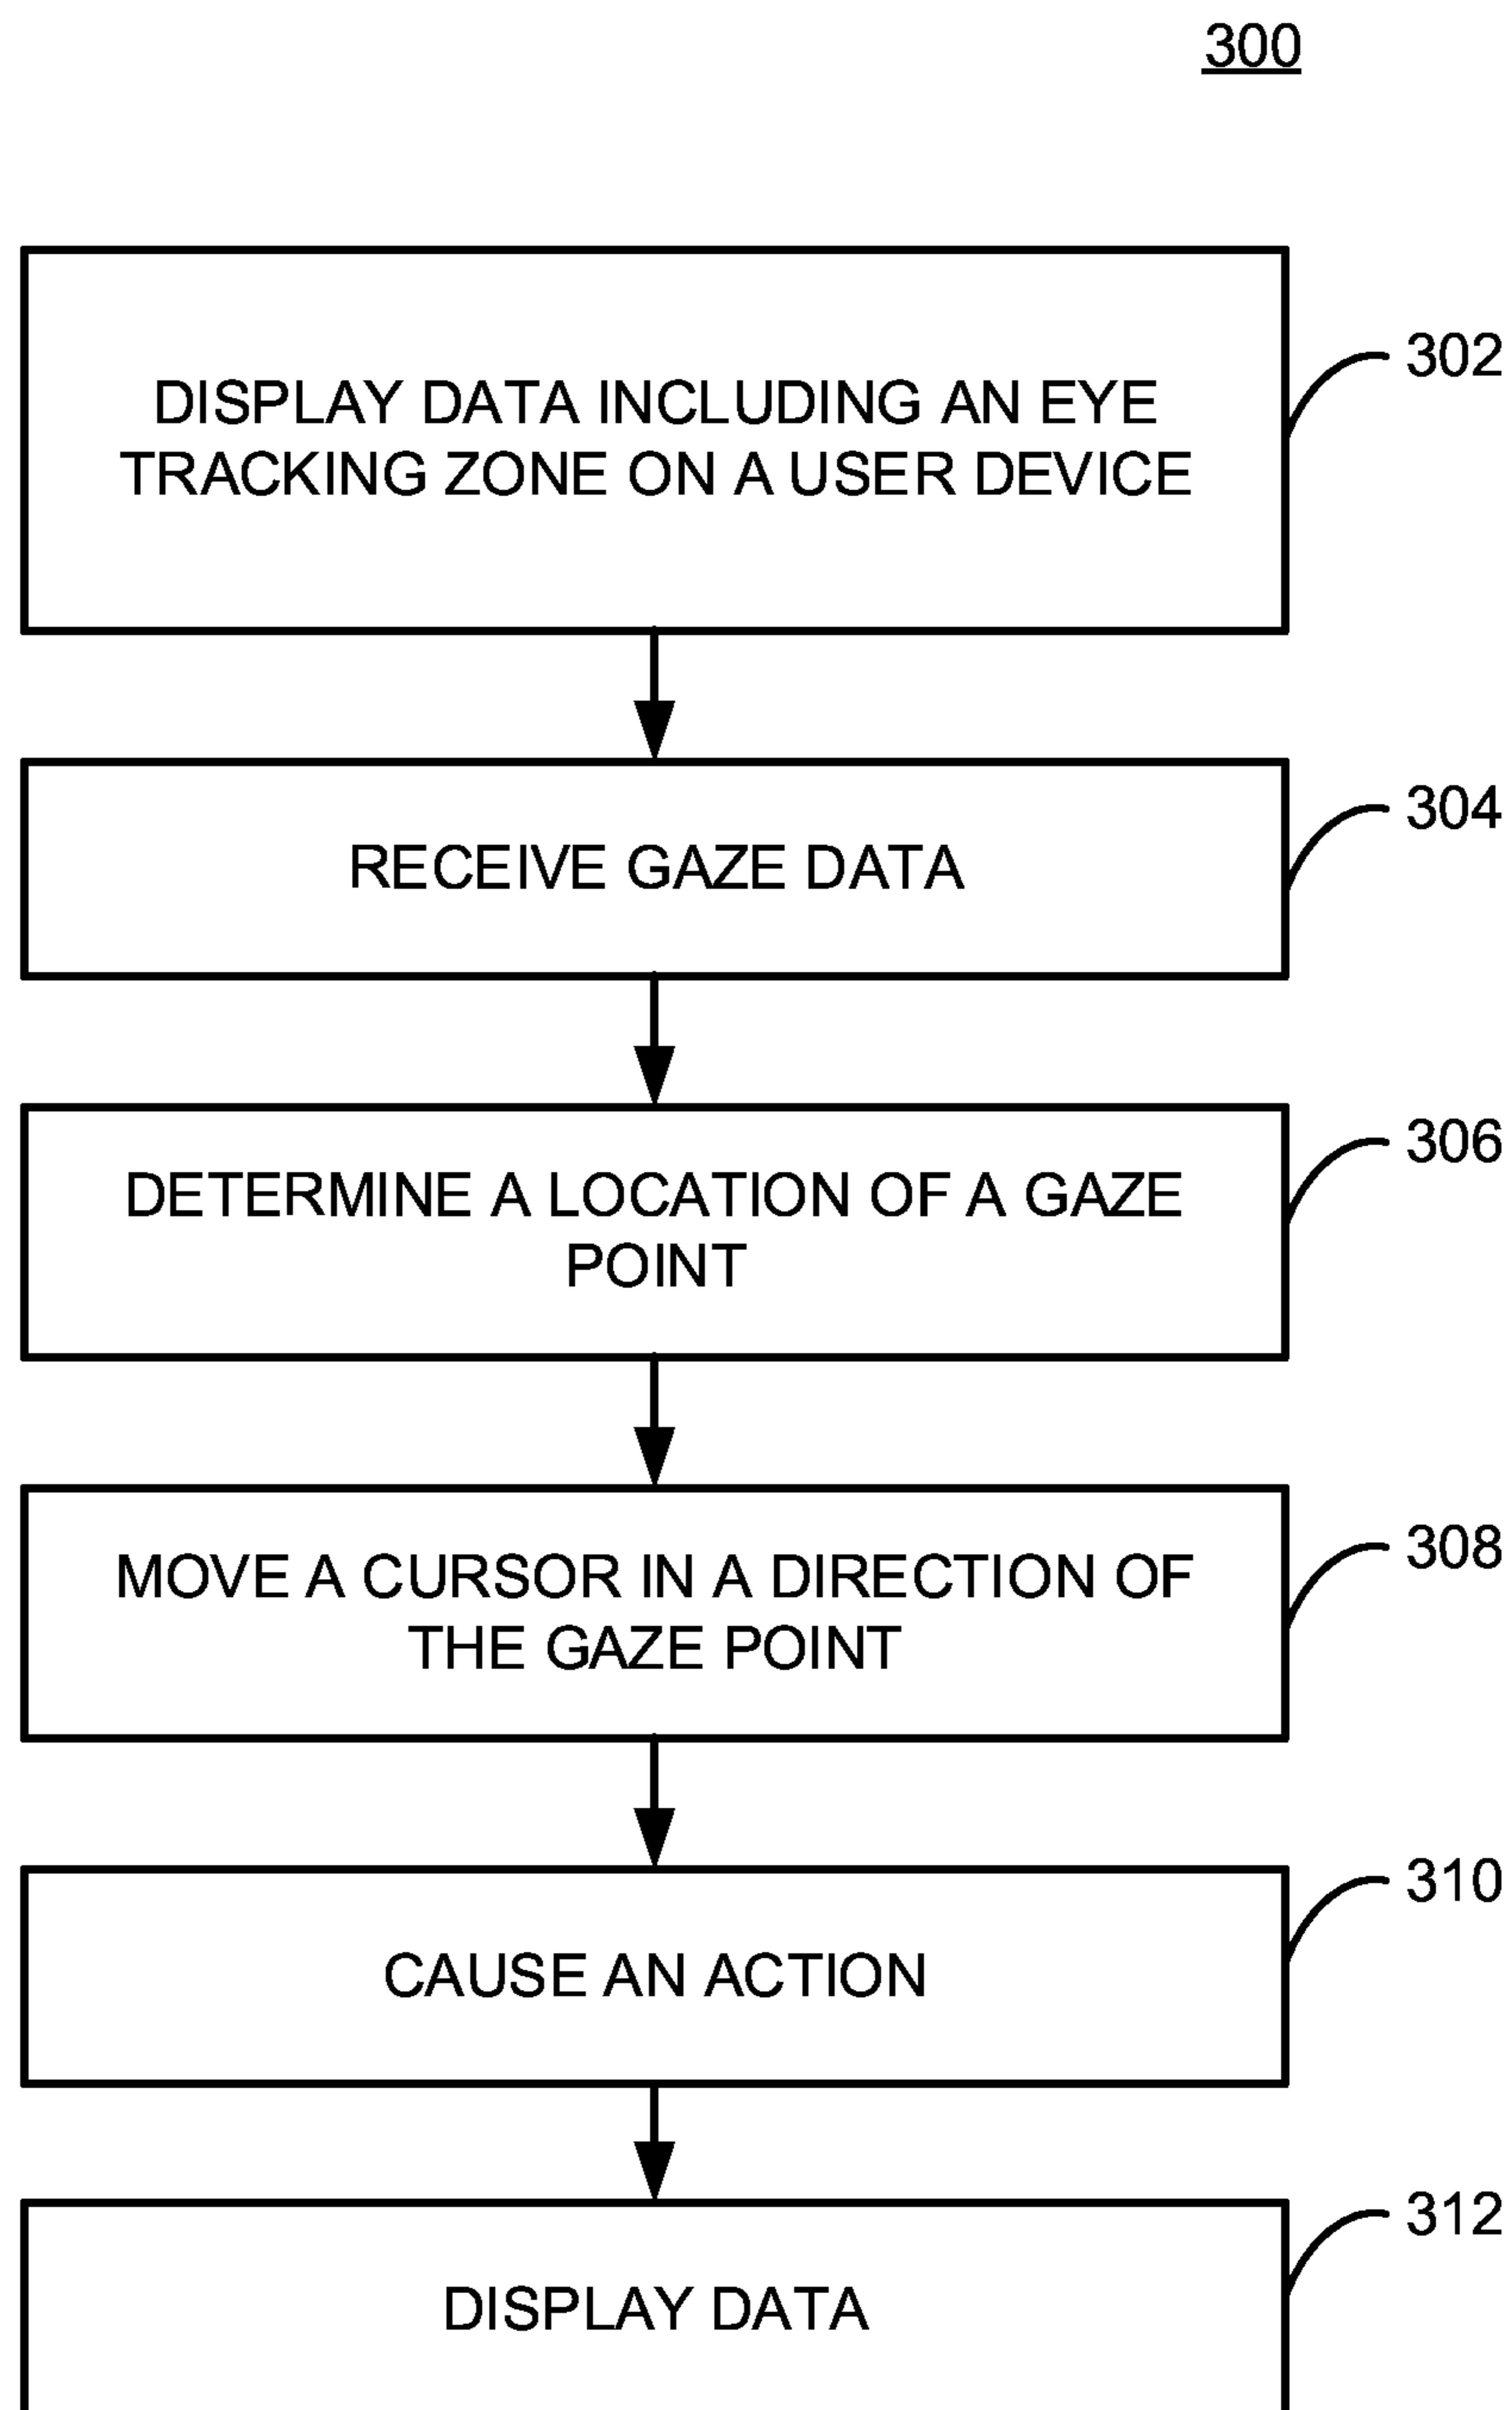 300
DISPLAY DATA INCLUDING AN EYE
TRACKING ZONE ON A USER DEVICE
302
RECEIVE GAZE DATA
304
DETERMINE A LOCATION OF A GAZE
POINT
306
MOVE A CURSOR IN A DIRECTION OF
THE GAZE POINT
308
CAUSE AN ACTION
310
DISPLAY DATA
312